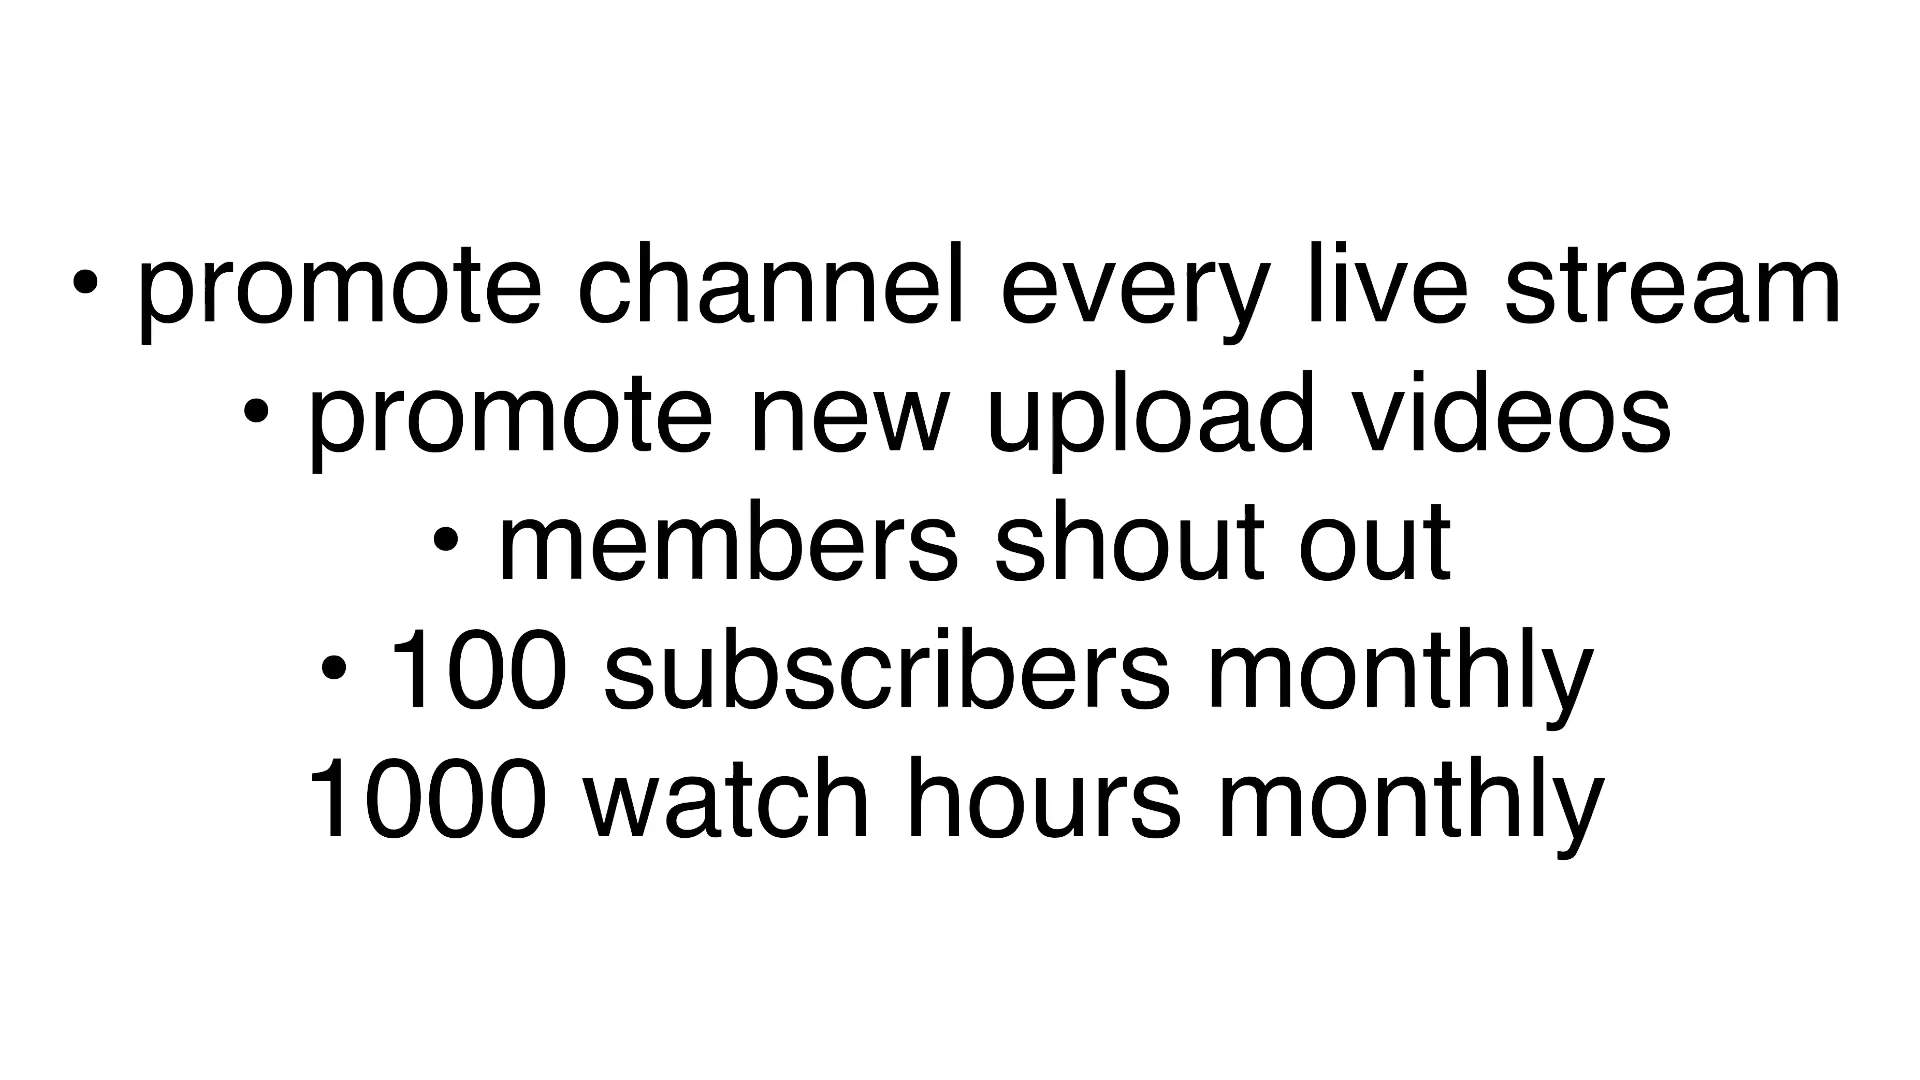 • promote channel every live stream
• promote new upload videos
• members shout out
• 100 subscribers monthly
1000 watch hours monthly